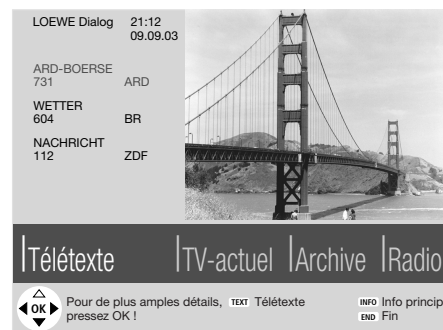 LOEWE Dialog 21:12
09.09.03
ARD-BOERSE
731 ARD
WETTER
604 BR
NACHRICHT
112 ZDF
Télétexte TV-actuel Archive Radio
OK Pour de plus amples détails, TEXT Télétexte INFO Info princip
pressez OK ! END Fin